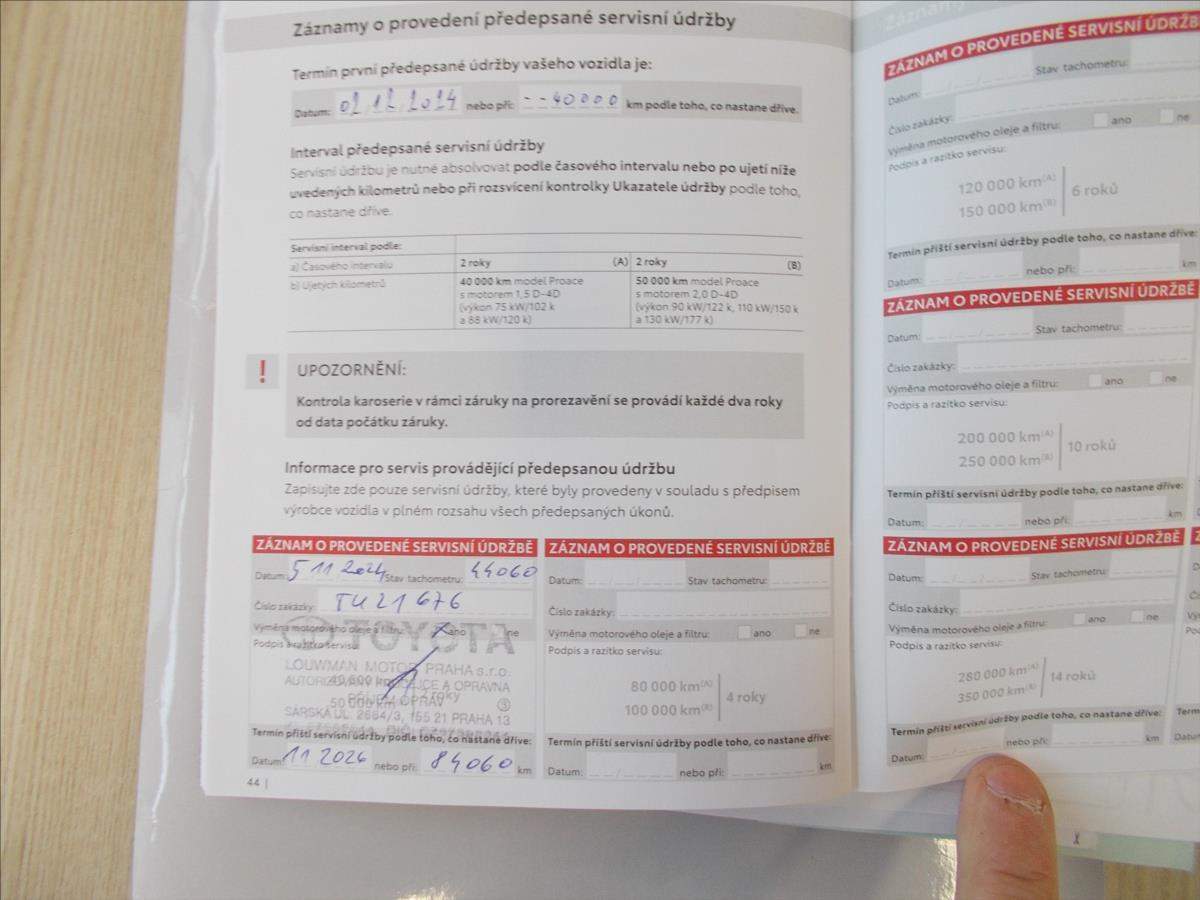 Záznamy o provedení předepsané servisní údržby
Termín první předepsané údržby vašeho vozidla je:
Datum: 02 12 2024 nebo při: - - 40000 km podle toho, co nastane dříve.
Interval předepsané servisní údržby
Servisní údržbu je nutné absolvovat podle časového intervalu nebo po ujetí níže
uvedených kilometrů nebo při rozsvícení kontrolky Ukazatele údržby podle toho,
co nastane dříve.
Servisní interval podle:
a) Časového intervalu 2 roky (A) 2 roky (B)
b) Ujetých kilometrů 40 000 km model Proace 50 000 km model Proace
s motorem 1,5 D-4D s motorem 2,0 D-4D
(výkon 75 kW/102 k (výkon 90 kW/122 k, 110 kW/150 k
a 88 kW/120 k) a 130 kW/177 k)
! UPOZORNĚNÍ:
Kontrola karoserie v rámci záruky na prorezavění se provádí každé dva roky
od data počátku záruky.
Informace pro servis provádějící předepsanou údržbu
Zapisujte zde pouze servisní údržby, které byly provedeny v souladu s předpisem
výrobce vozidla v plném rozsahu všech předepsaných úkonů.
ZÁZNAM O PROVEDENÉ SERVISNÍ ÚDRŽBĚ
Datum: 5 11 2024 Stav tachometru: 44060
Číslo zakázky: TU21676
Výměna motorového oleje a filtru: ano ne
TOYOTA
Podpis a razítko servisu:
LOUWMAN MOTOR PRAHA s.r.o.
A OPRAVNA
PŘÍJEM OPRAV
50 000 km roky
SÁRSKÁ UL. 2664/3, 155 21 PRAHA 13
Termín příští servisní údržby podle toho, co nastane dříve:
Datum: 11 2026 nebo při: 84060 km
44 |
ZÁZNAM O PROVEDENÉ SERVISNÍ ÚDRŽBĚ
Datum: Stav tachometru:
Číslo zakázky:
Výměna motorového oleje a filtru: ano ne
Podpis a razítko servisu:
80 000 km(A)
100 000 km(B) 4 roky
Termín příští servisní údržby podle toho, co nastane dříve:
Datum: nebo při: km
Záznamy
ZÁZNAM O PROVEDENÉ SERVISNÍ ÚDRŽB
Datum: Stav tachometru:
Číslo zakázky:
Výměna motorového oleje a filtru: ano ne
Podpis a razítko servisu:
120 000 km(A)
150 000 km(B) 6 roků
Termín příští servisní údržby podle toho, co nastane dříve:
Datum: nebo při: km
ZÁZNAM O PROVEDENÉ SERVISNÍ ÚDRŽBĚ
Datum: Stav tachometru:
Číslo zakázky:
Výměna motorového oleje a filtru: ano ne
Podpis a razítko servisu:
200 000 km(A)
250 000 km(B) 10 roků
Termín příští servisní údržby podle toho, co nastane dříve:
Datum: nebo při: km
ZÁZNAM O PROVEDENÉ SERVISNÍ ÚDRŽBĚ
Datum: Stav tachometru:
Číslo zakázky:
Výměna motorového oleje a filtru: ano ne
Podpis a razítko servisu:
280 000 km(A)
350 000 km(B) 14 roků
Termín příští servisní údržby podle toho, co nastane dříve:
Datum: nebo při: km